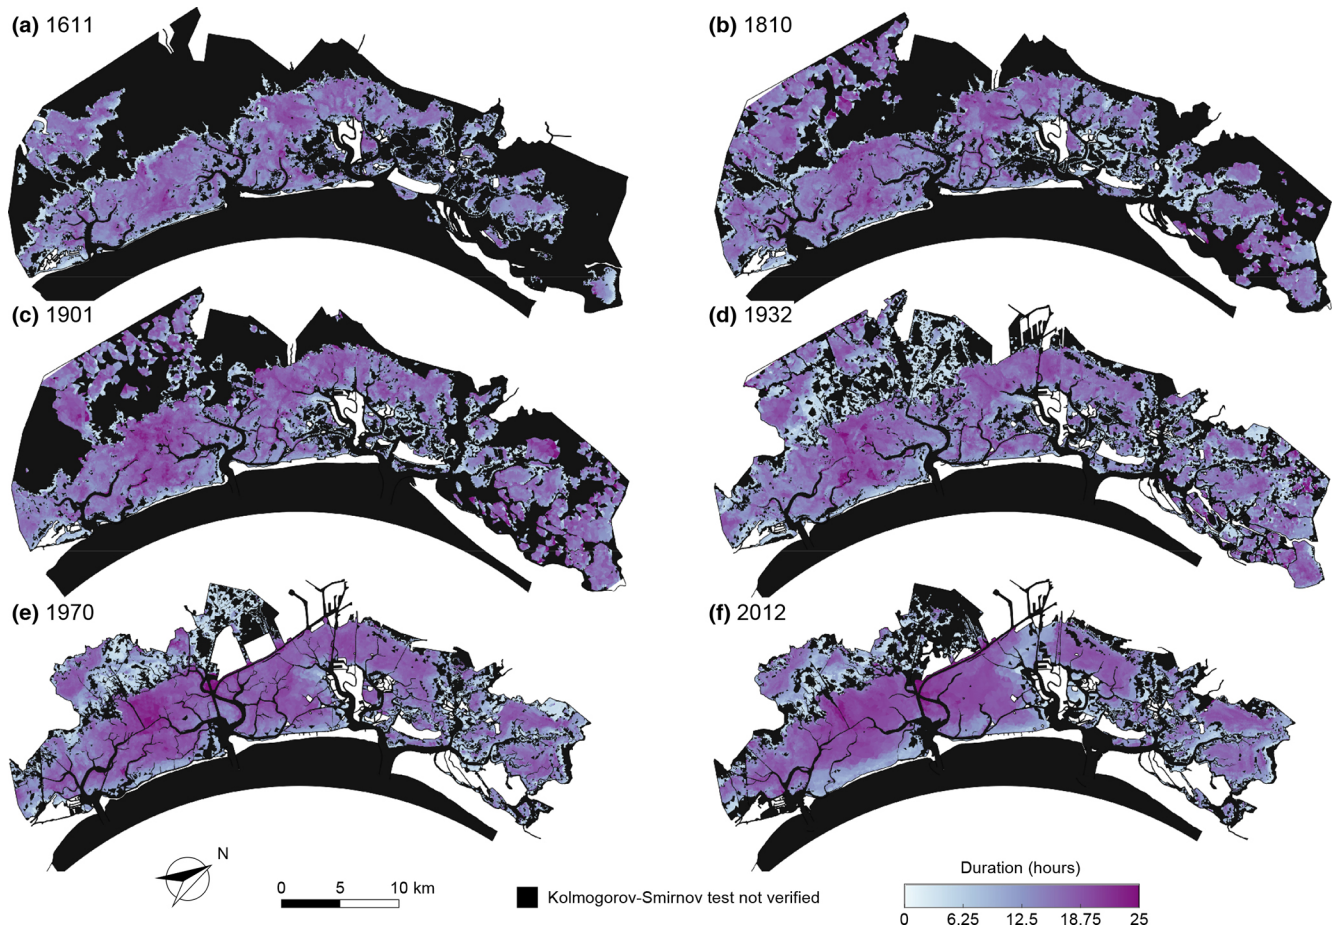 (a) 1611
(b) 1810
(c) 1901
(d) 1932
(e) 1970
(f) 2012
N
0 5 10 km
Kolmogorov-Smirnov test not verified
Duration (hours)
0 6.25 12.5 18.75 25